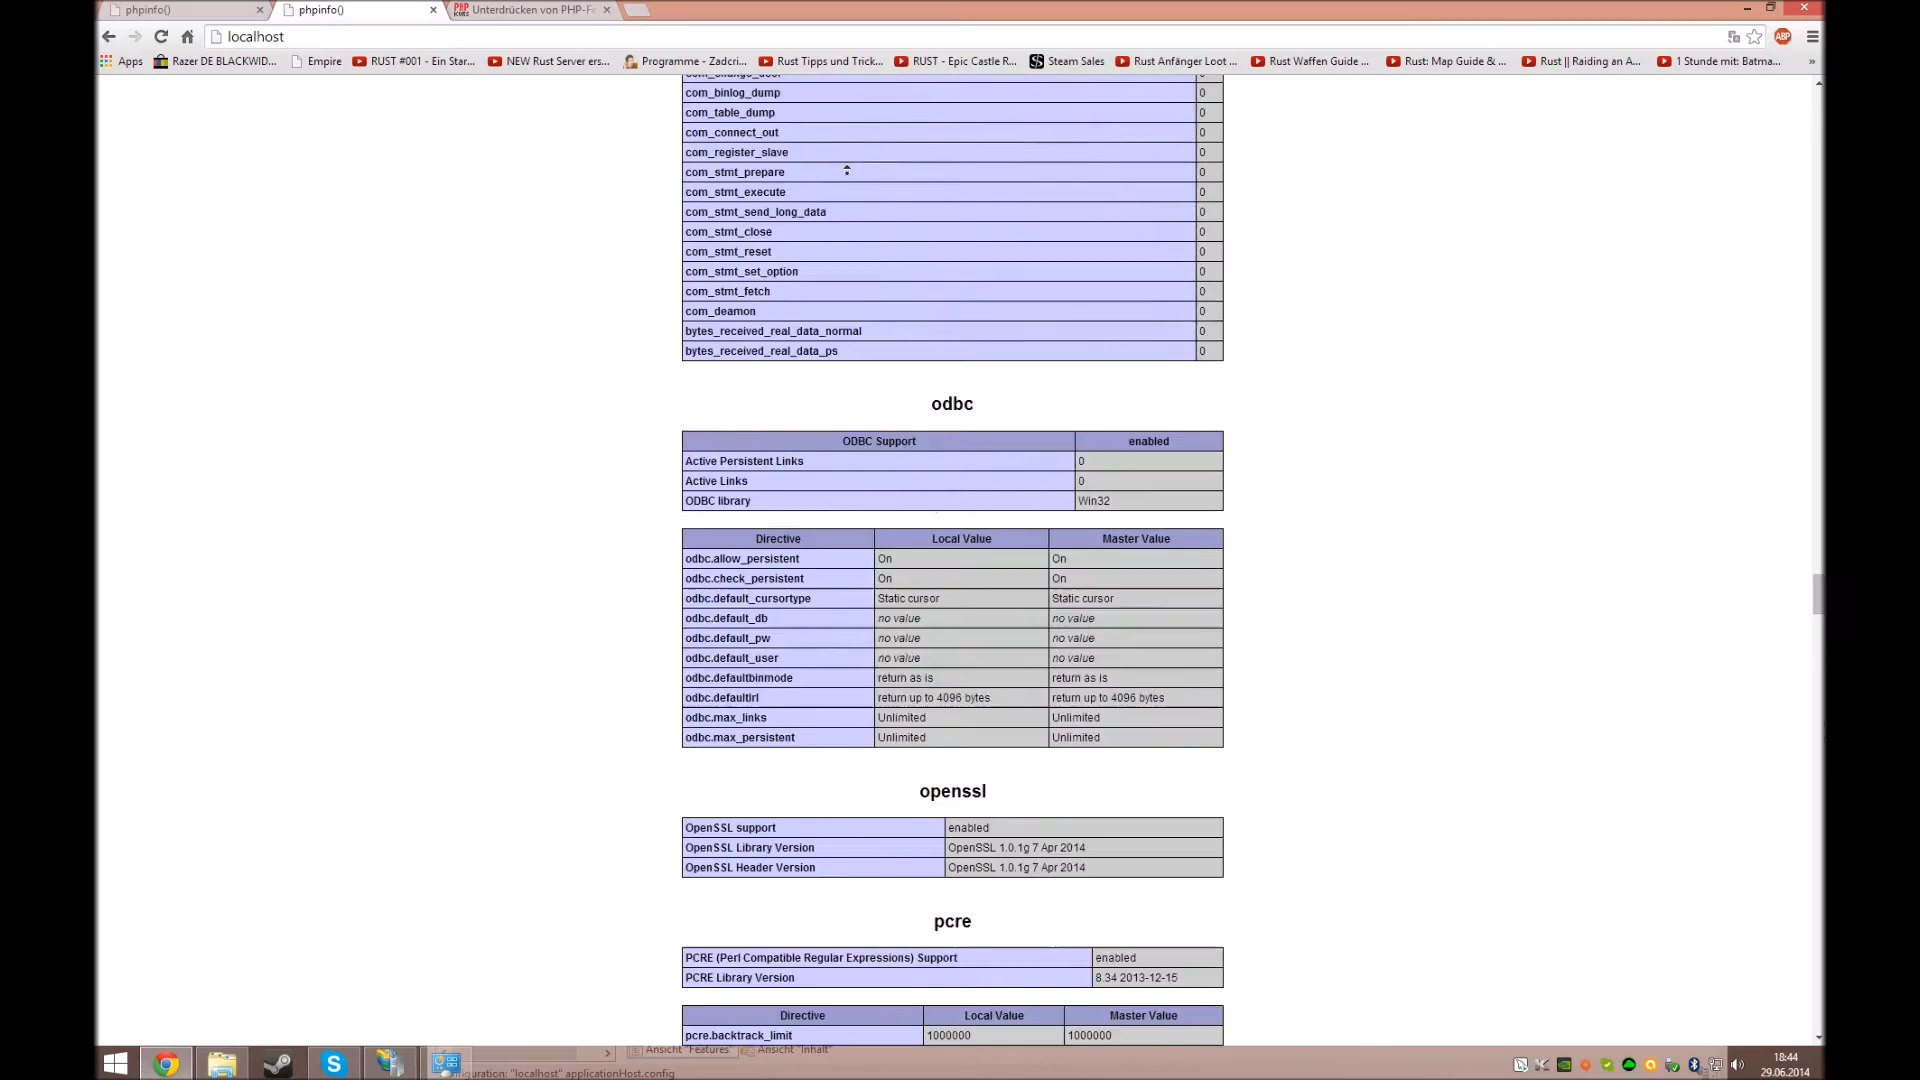 phpinfo()
phpinfo()
Unterdrücken von PHP-Fe
localhost
Apps
Razer DE BLACKWID...
Empire
RUST #001 - Ein Star...
NEW Rust Server ers...
Programme - Zadcri...
Rust Tipps und Trick...
RUST - Epic Castle R...
Steam Sales
Rust Anfänger Loot ...
Rust Waffen Guide ...
Rust: Map Guide & ...
Rust || Raiding an A...
1 Stunde mit: Batma...
com_binlog_dump 0
com_table_dump 0
com_connect_out 0
com_register_slave 0
com_stmt_prepare 0
com_stmt_execute 0
com_stmt_send_long_data 0
com_stmt_close 0
com_stmt_reset 0
com_stmt_set_option 0
com_stmt_fetch 0
com_deamon 0
bytes_received_real_data_normal 0
bytes_received_real_data_ps 0
odbc
ODBC Support enabled
Active Persistent Links 0
Active Links 0
ODBC library Win32
Directive Local Value Master Value
odbc.allow_persistent On On
odbc.check_persistent On On
odbc.default_cursortype Static cursor Static cursor
odbc.default_db no value no value
odbc.default_pw no value no value
odbc.default_user no value no value
odbc.defaultbinmode return as is return as is
odbc.defaultlrl return up to 4096 bytes return up to 4096 bytes
odbc.max_links Unlimited Unlimited
odbc.max_persistent Unlimited Unlimited
openssl
OpenSSL support enabled
OpenSSL Library Version OpenSSL 1.0.1g 7 Apr 2014
OpenSSL Header Version OpenSSL 1.0.1g 7 Apr 2014
pcre
PCRE (Perl Compatible Regular Expressions) Support enabled
PCRE Library Version 8.34 2013-12-15
Directive Local Value Master Value
pcre.backtrack_limit 1000000 1000000
Ansicht "Features" Ansicht "Inhalt"
"localhost" applicationHost.config
18:44
29.06.2014